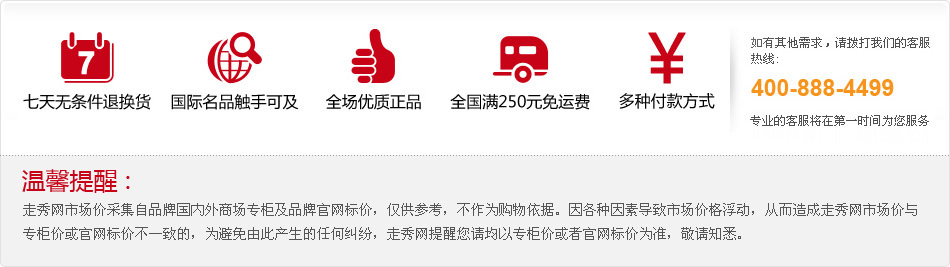 7
七天无条件退换货
国际名品触手可及
全场优质正品
全国满250元免运费
¥
多种付款方式
如有其他需求，请拨打我们的客服
热线：
400-888-4499
专业的客服将在第一时间为您服务
温馨提醒：
走秀网市场价采集自品牌国内外商场专柜及品牌官网标价，仅供参考，不作为购物依据。因各种因素导致市场价格浮动，从而造成走秀网市场价与
专柜价或官网标价不一致的，为避免由此产生的任何纠纷，走秀网提醒您请均以专柜价或者官网标价为准，敬请知悉。